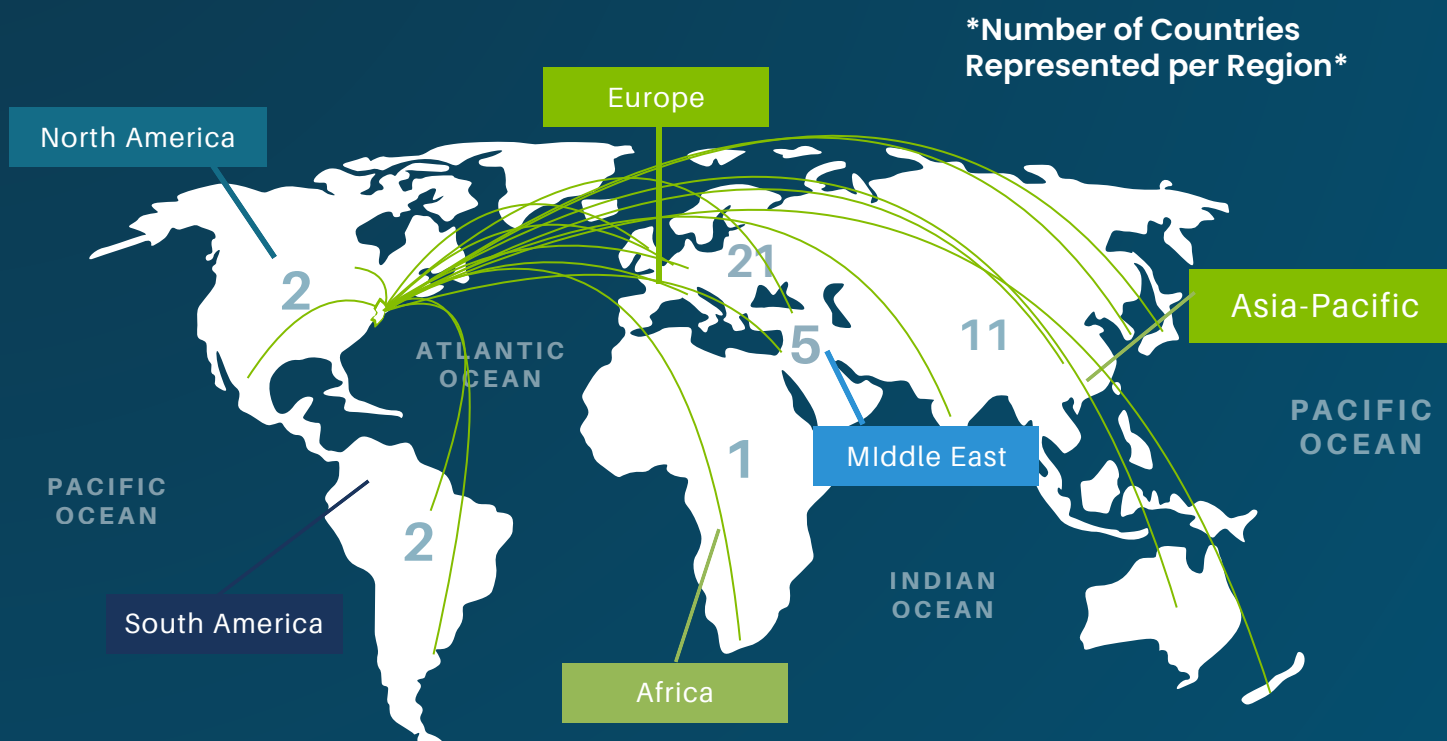 *Number of Countries
Represented per Region*
Europe
North America
21
2
Asia-Pacific
11
5
ATLANTIC
OCEAN
PACIFIC
OCEAN
1
MIddle East
PACIFIC
OCEAN
2
INDIAN
OCEAN
South America
Africa